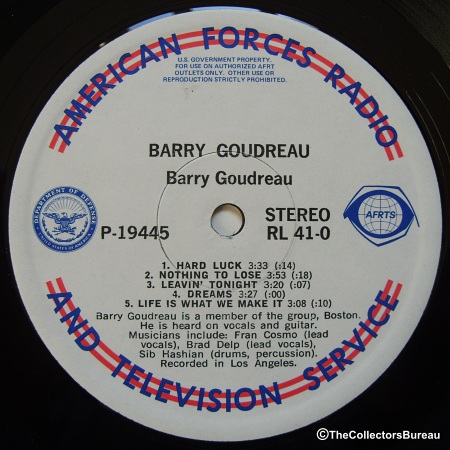 AMERICAN FORCES RADIO
U.S. GOVERNMENT PROPERTY.
FOR USE ON AUTHORIZED AFRT
OUTLETS ONLY. OTHER USE OR
REPRODUCTION STRICTLY PROHIBITED.
BARRY GOUDREAU
Barry Goudreau
DEPARTMENT OF DEFENSE
UNITED STATES OF AMERICA
AFRTS
P-19445
STEREO
RL 41-0
1. HARD LUCK 3:33 (:14)
2. NOTHING TO LOSE 3:53 (:18)
3. LEAVIN' TONIGHT 3:20 (:07)
4. DREAMS 3:27 (:00)
5. LIFE IS WHAT WE MAKE IT 3:08 (:10)
Barry Goudreau is a member of the group, Boston.
He is heard on vocals and guitar.
Musicians include: Fran Cosmo (lead
vocals), Brad Delp (lead vocals),
Sib Hashian (drums, percussion).
Recorded in Los Angeles.
AND TELEVISION SERVICE
©TheCollectorsBureau